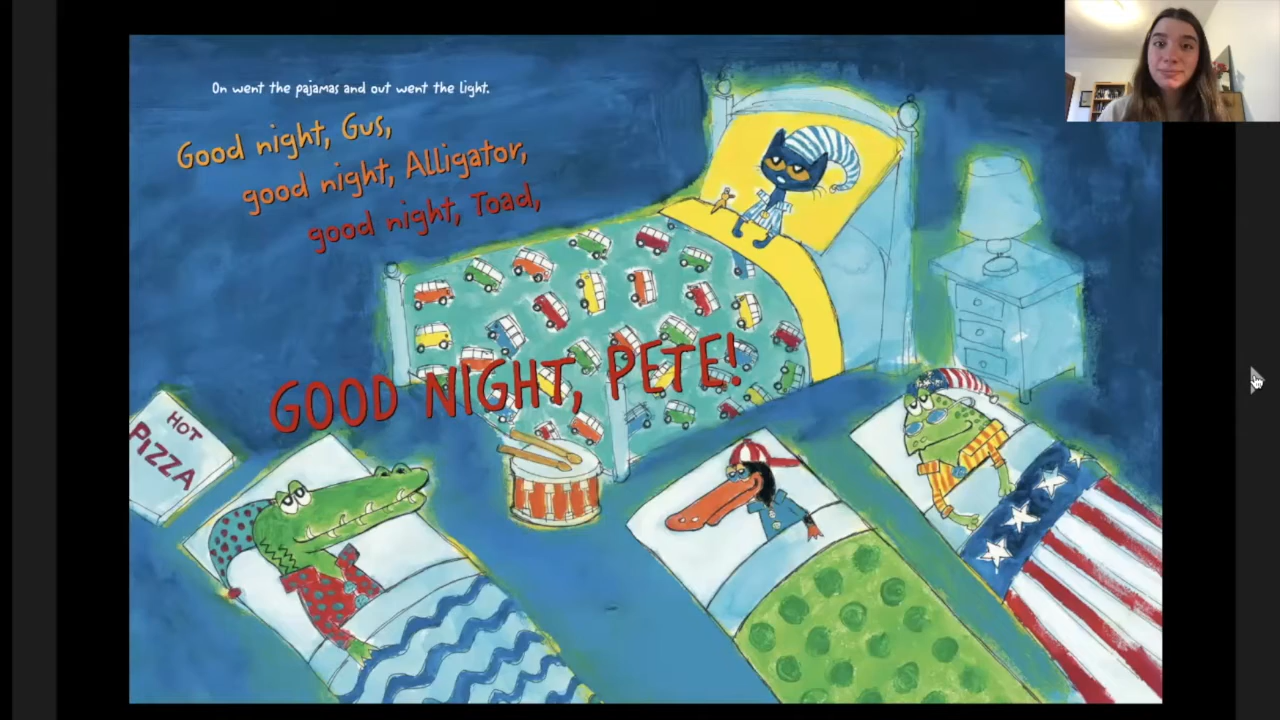 On went the pajamas and out went the light.
Good night, Gus,
good night, Alligator,
good night, Toad,
GOOD NIGHT, PETE!
HOT
PIZZA